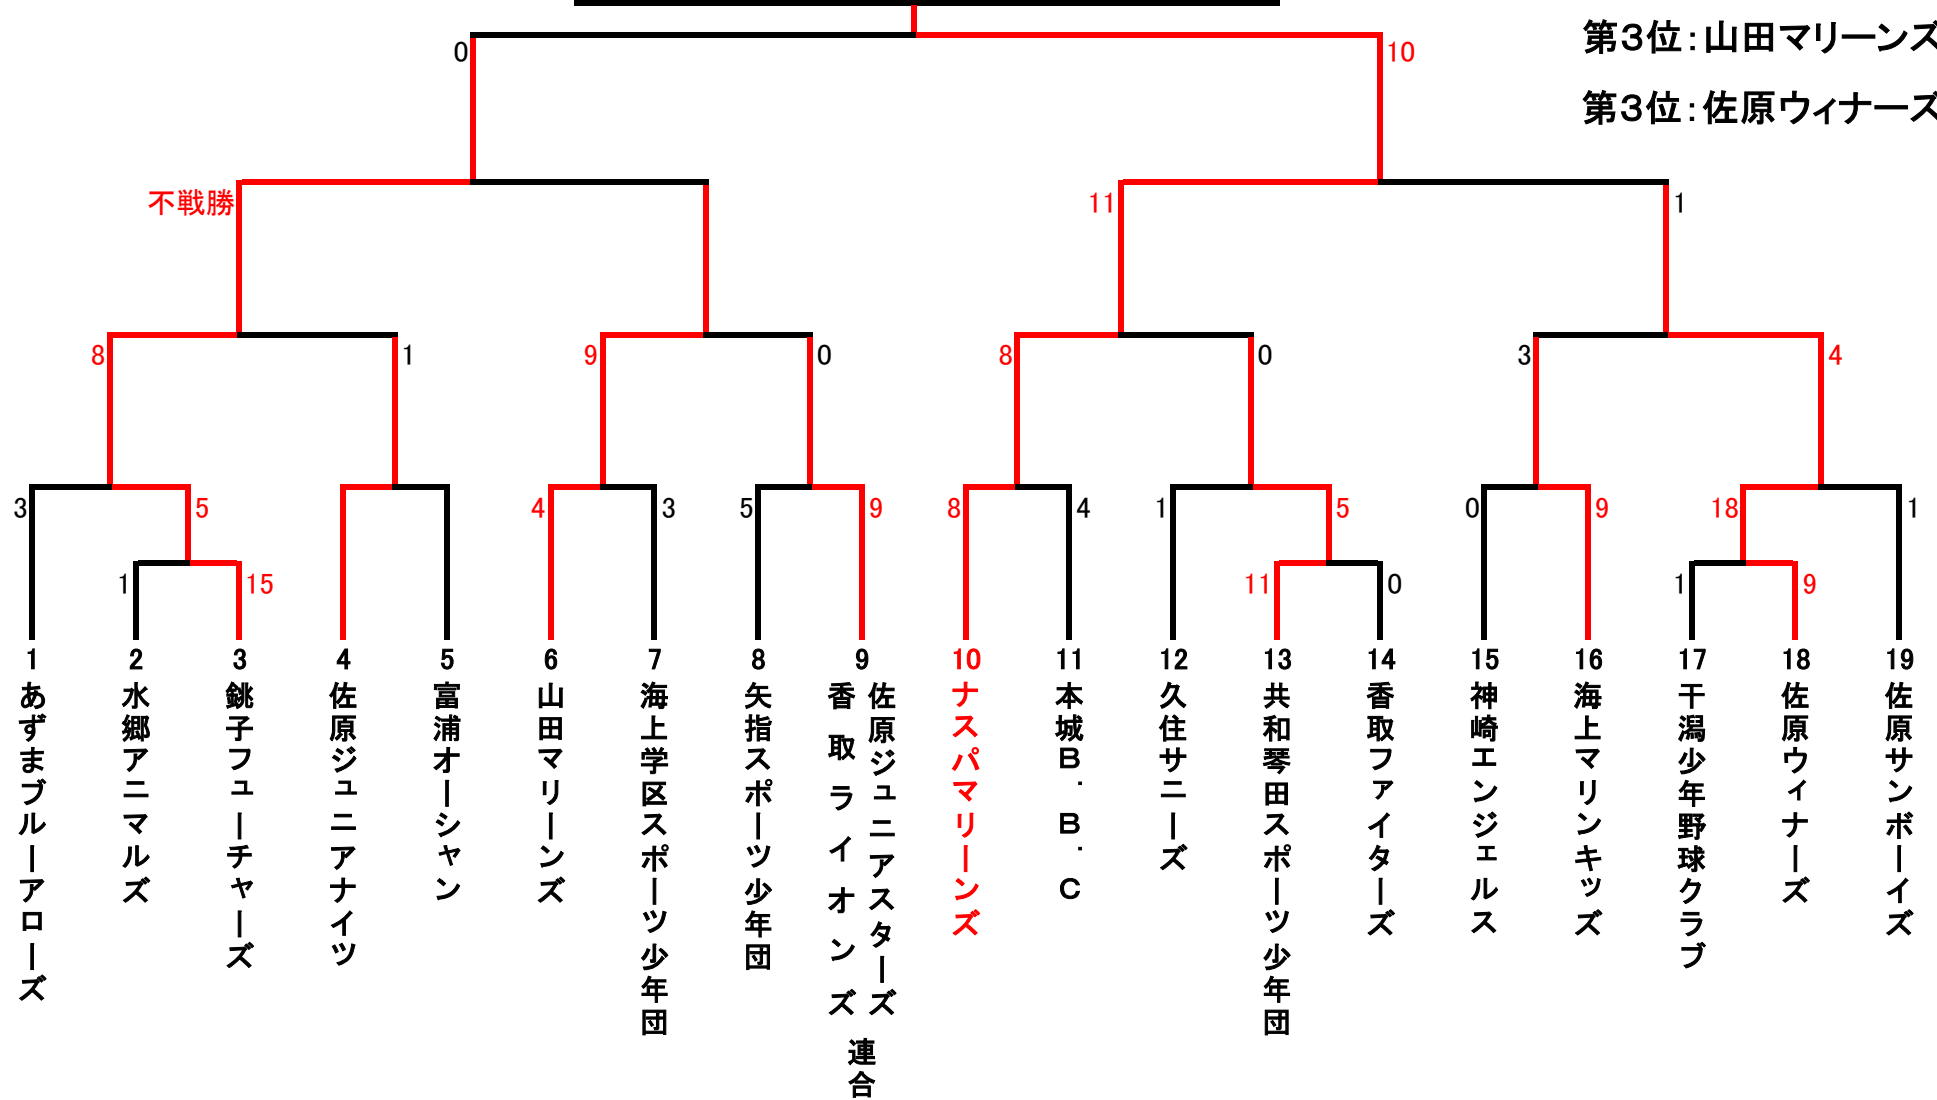 第3位：山田マリーンズ
第3位：佐原ウィナーズ
0
10
不戦勝
11
1
8
1
9
0
8
0
3
4
3
5
4
3
5
9
8
4
1
5
0
9
18
1
1
15
11
0
1
9
1 あずまブルーアローズ
2 水郷アニマルズ
3 銚子フューチャーズ
4 佐原ジュニアナイツ
5 富浦オーシャン
6 山田マリーンズ
7 海上学区スポーツ少年団
8 矢指スポーツ少年団
9 佐原ジュニアスターズ
香取ライオンズ
連合
10 ナスパマリーンズ
11 本城B．B．C
12 久住サニーズ
13 共和琴田スポーツ少年団
14 香取ファイターズ
15 神崎エンジェルス
16 海上マリンキッズ
17 干潟少年野球クラブ
18 佐原ウィナーズ
19 佐原サンボーイズ